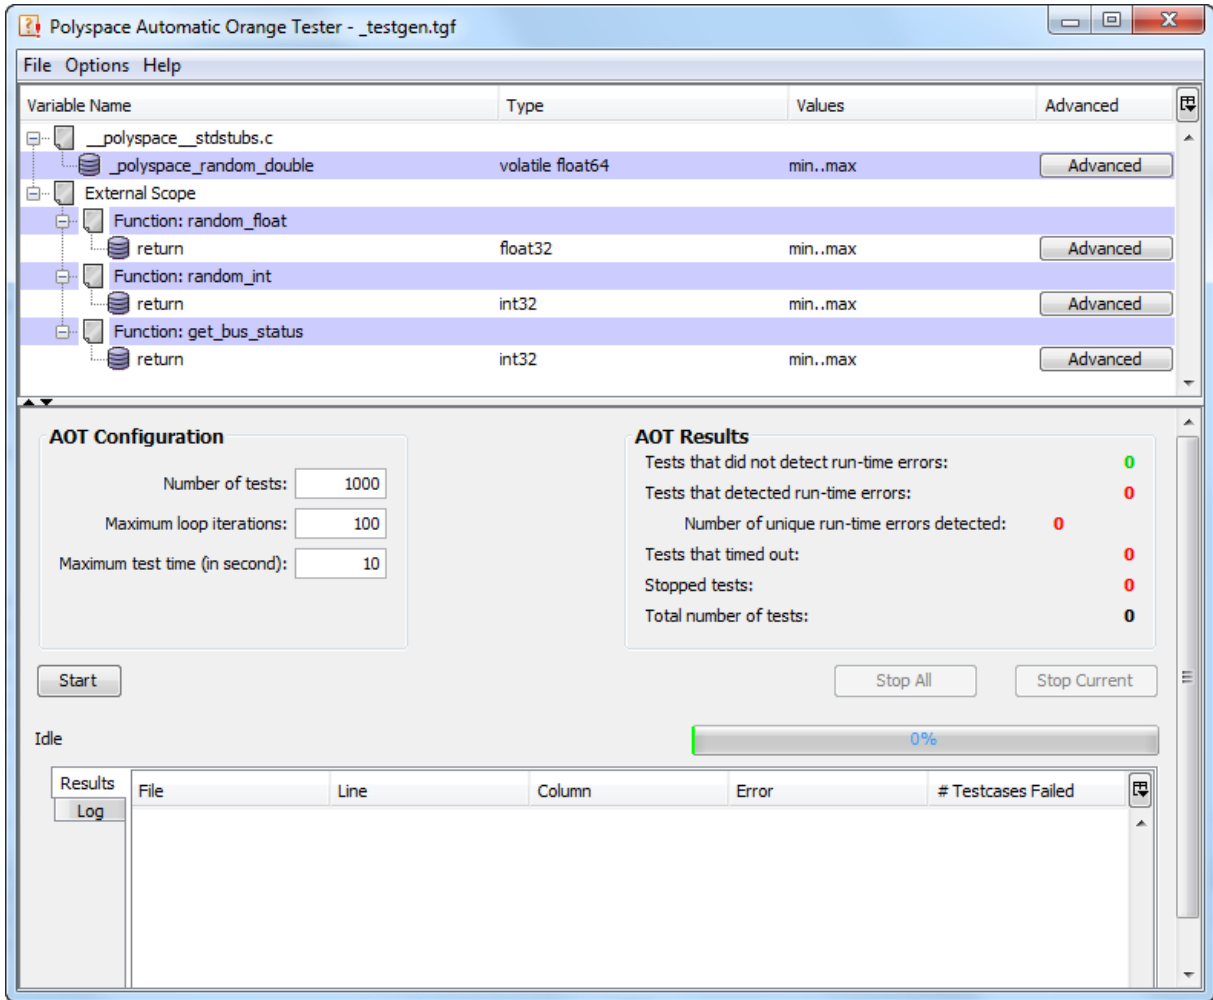 Polyspace Automatic Orange Tester - _testgen.tgf
File Options Help
Variable Name Type Values Advanced
__polyspace__stdstubs.c
_polyspace_random_double volatile float64 min..max Advanced
External Scope
Function: random_float
return float32 min..max Advanced
Function: random_int
return int32 min..max Advanced
Function: get_bus_status
return int32 min..max Advanced
AOT Configuration
Number of tests: 1000
Maximum loop iterations: 100
Maximum test time (in second): 10
AOT Results
Tests that did not detect run-time errors: 0
Tests that detected run-time errors: 0
Number of unique run-time errors detected: 0
Tests that timed out: 0
Stopped tests: 0
Total number of tests: 0
Start Stop All Stop Current
Idle 0%
Results
Log
File Line Column Error # Testcases Failed